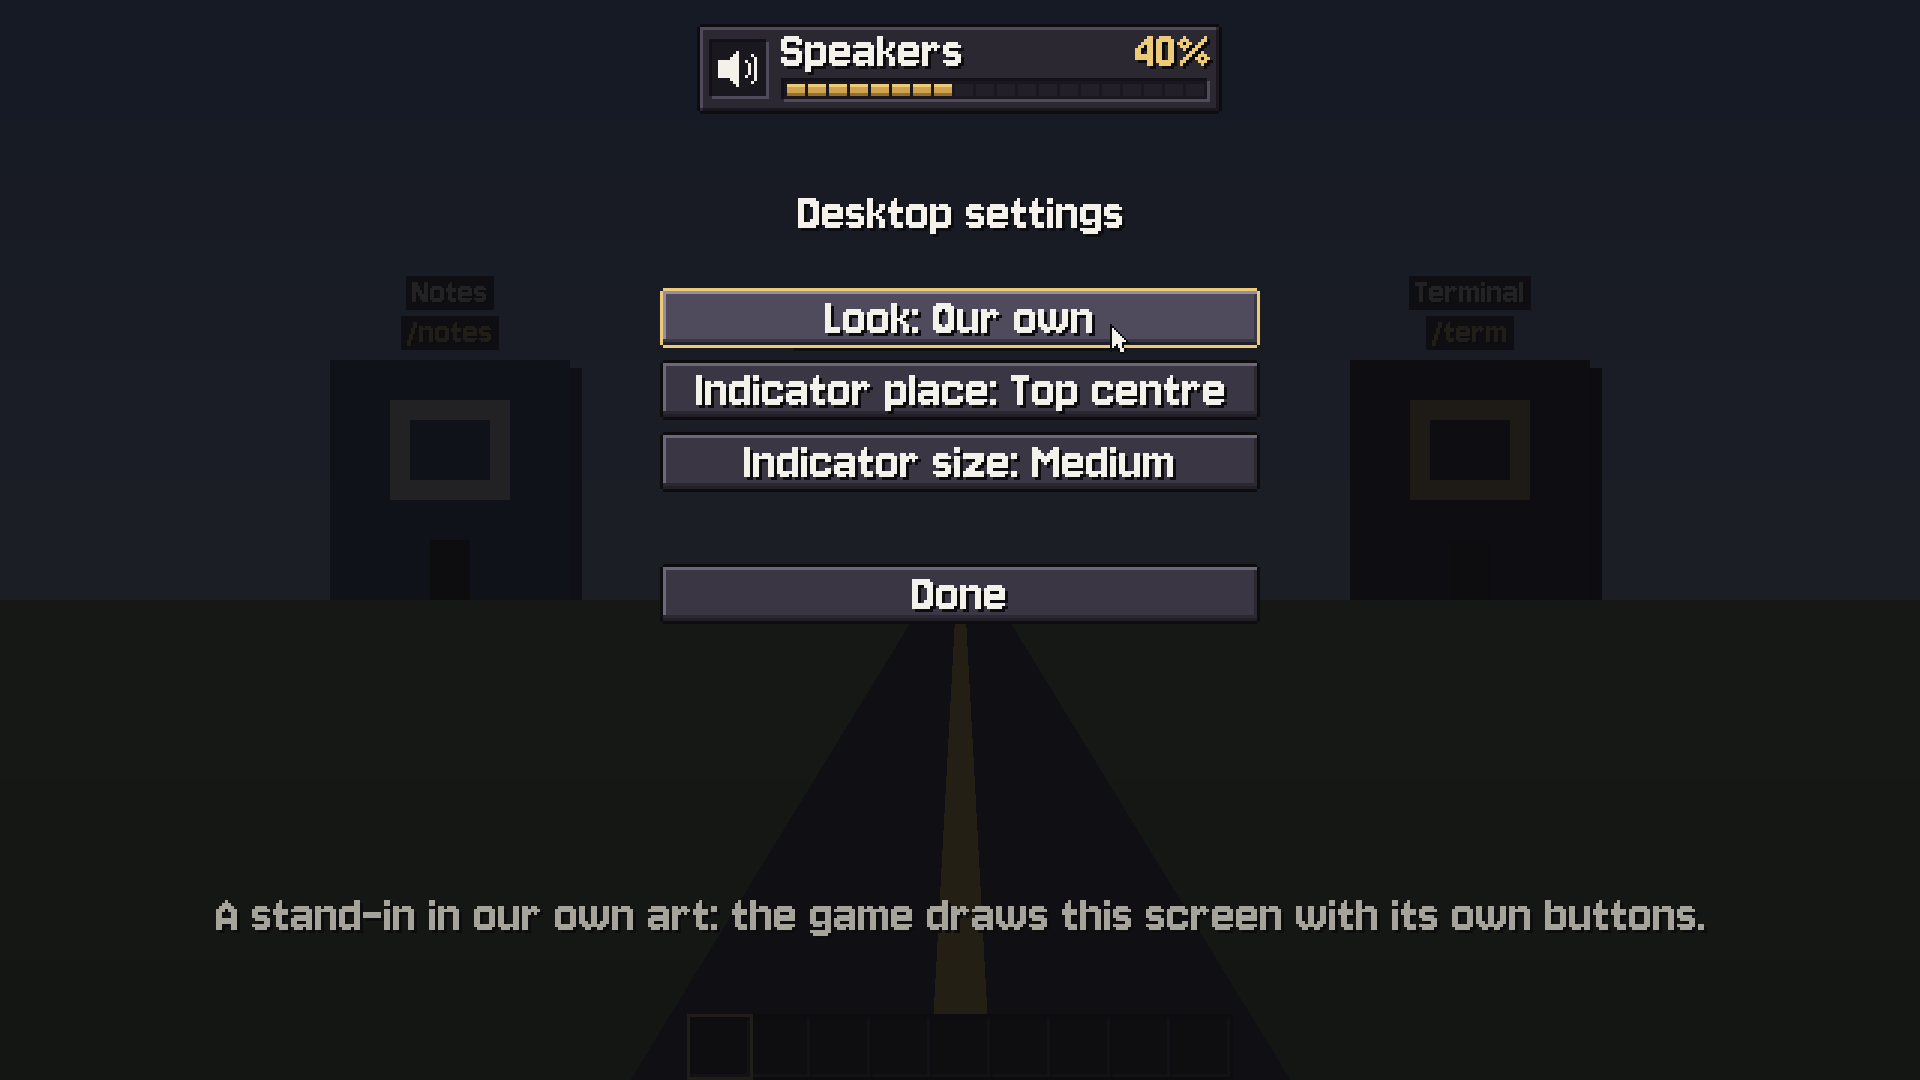 Speakers 40%
Desktop settings
Notes
/notes
Terminal
/term
Look: Our own
Indicator place: Top centre
Indicator size: Medium
Done
A stand-in in our own art: the game draws this screen with its own buttons.